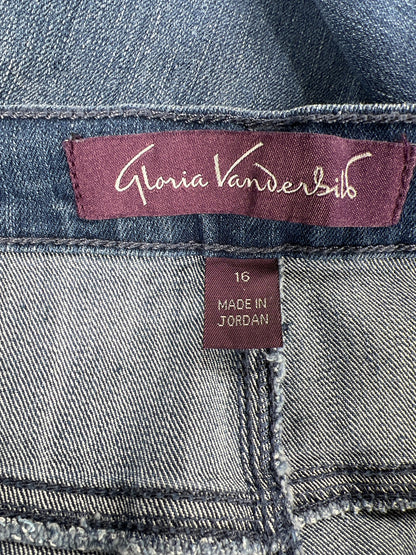 Gloria Vanderbilt
16
MADE IN
JORDAN